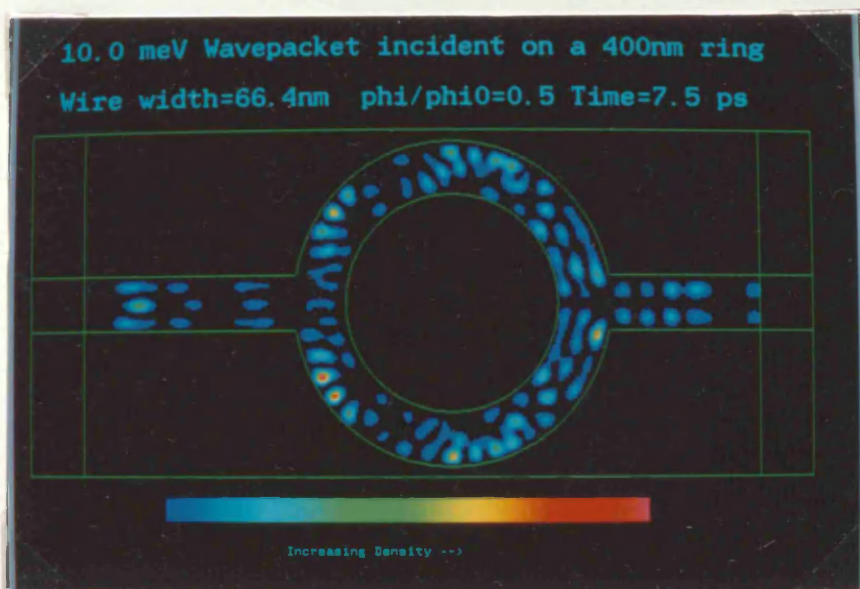 10.0 meV Wavepacket incident on a 400nm ring
Wire width=66.4nm phi/phi0=0.5 Time=7.5 ps
Increasing Density -->